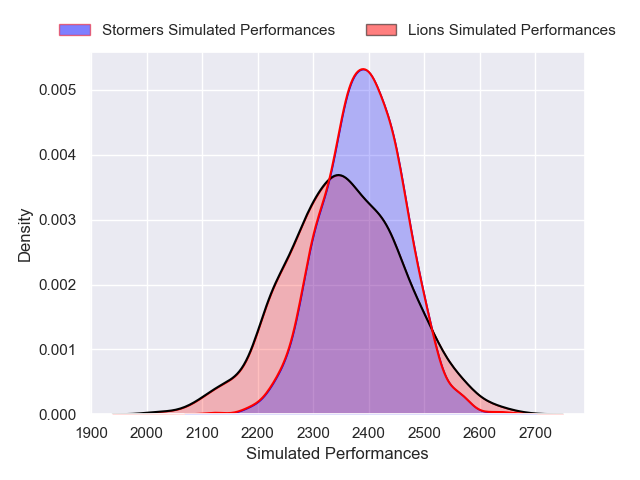 Stormers Simulated Performances Lions Simulated Performances
0.005
0.004
0.003
0.002
0.001
0.000
Density
1900 2000 2100 2200 2300 2400 2500 2600 2700
Simulated Performances